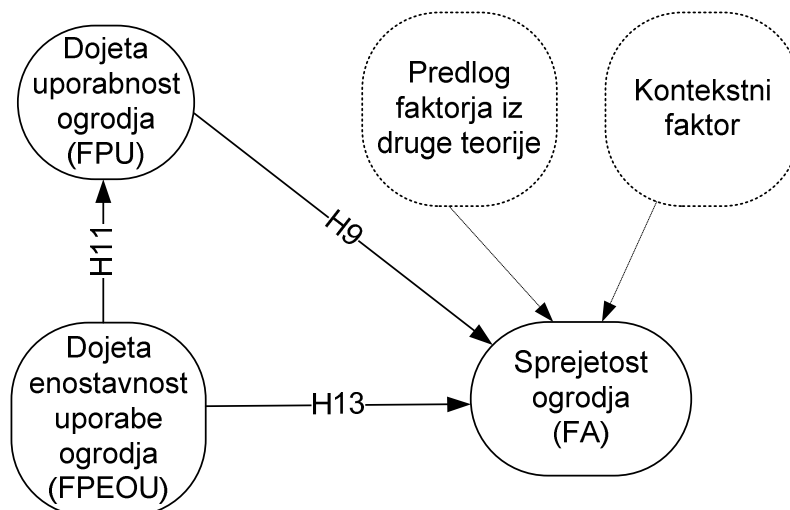 Dojeta
uporabnost
ogrodja
(FPU)
Predlog
faktorja iz
druge teorije
Kontekstni
faktor
H9
H11
Dojeta
enostavnost
uporabe
ogrodja
(FPEOU)
H13
Sprejetost
ogrodja
(FA)